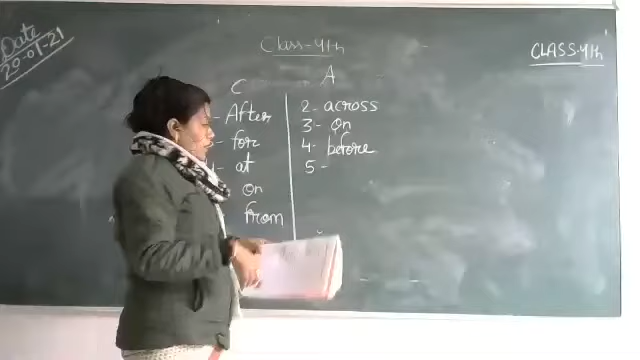 Date
20-01-21
Class-4th
CLASS-4th
C
After
for
at
on
from
A
2- across
3- On
4- before
5-